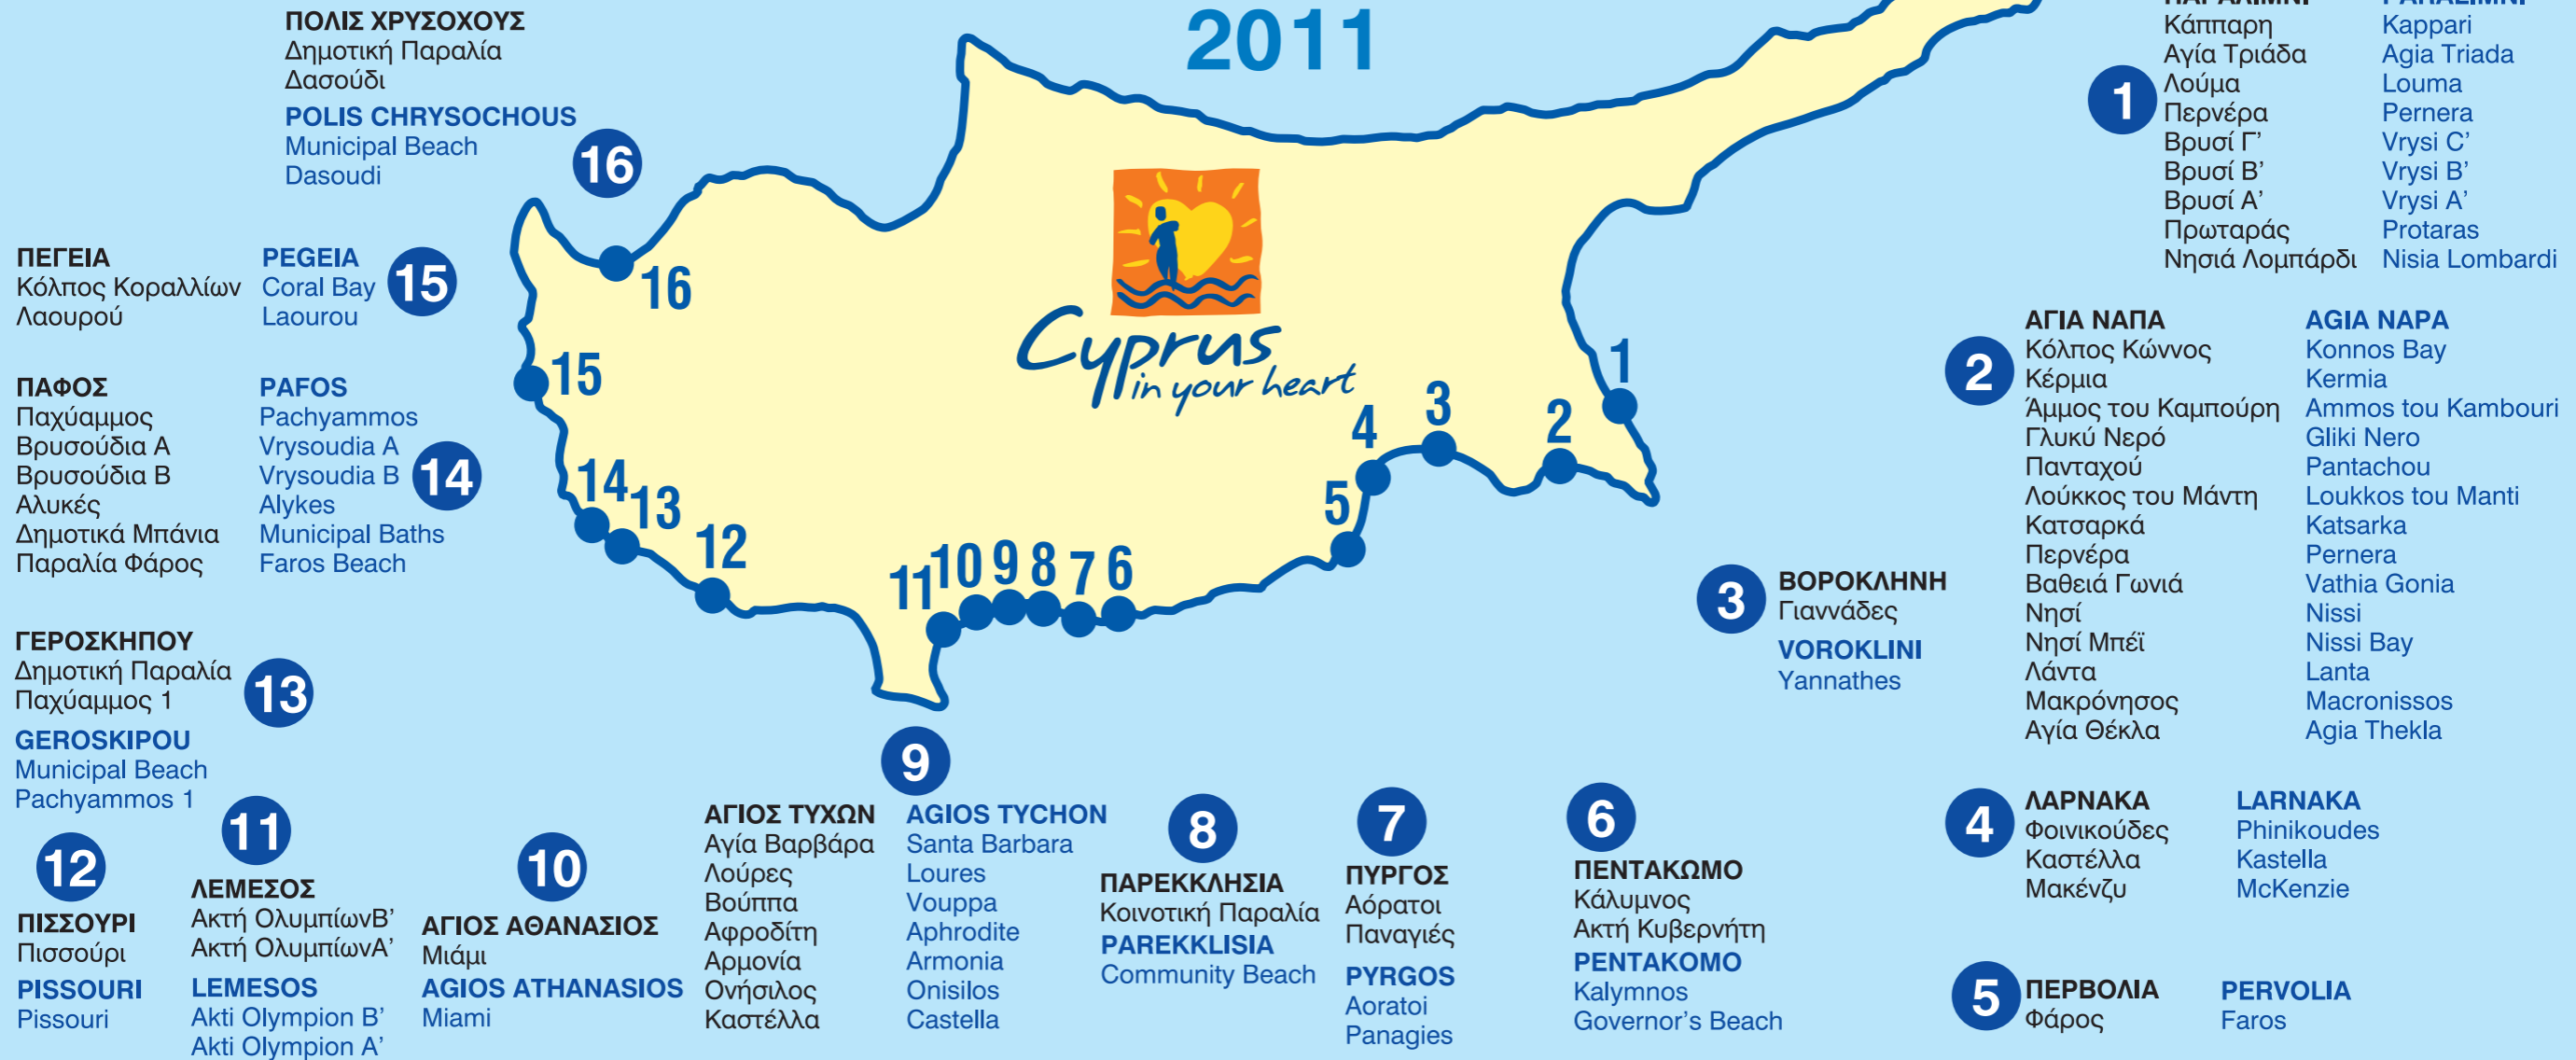 2011
ΠΟΛΙΣ ΧΡΥΣΟΧΟΥΣ
Δημοτική Παραλία
Δασούδι
POLIS CHRYSOCHOUS
Municipal Beach
Dasoudi
16
ΠΕΓΕΙΑ
Κόλπος Κοραλλίων
Λαουρού
PEGEIA
Coral Bay
Laourou
15
ΠΑΦΟΣ
Παχύαμμος
Βρυσούδια Α
Βρυσούδια Β
Αλυκές
Δημοτικά Μπάνια
Παραλία Φάρος
PAFOS
Pachyammos
Vrysoudia A
Vrysoudia B
Alykes
Municipal Baths
Faros Beach
14
ΓΕΡΟΣΚΗΠΟΥ
Δημοτική Παραλία
Παχύαμμος 1
GEROSKIPOU
Municipal Beach
Pachyammos 1
13
12
ΠΙΣΣΟΥΡΙ
Πισσούρι
PISSOURI
Pissouri
11
ΛΕΜΕΣΟΣ
Ακτή ΟλυμπίωνΒ’
Ακτή ΟλυμπίωνΑ’
LEMESOS
Akti Olympion B’
Akti Olympion A’
10
ΑΓΙΟΣ ΑΘΑΝΑΣΙΟΣ
Μιάμι
AGIOS ATHANASIOS
Miami
9
ΑΓΙΟΣ ΤΥΧΩΝ
Αγία Βαρβάρα
Λούρες
Βούππα
Αφροδίτη
Αρμονία
Ονήσιλος
Καστέλλα
AGIOS TYCHON
Santa Barbara
Loures
Vouppa
Aphrodite
Armonia
Onisilos
Castella
8
ΠΑΡΕΚΚΛΗΣΙΑ
Κοινοτική Παραλία
PAREKKLISIA
Community Beach
7
ΠΥΡΓΟΣ
Αόρατοι
Παναγιές
PYRGOS
Aoratoi
Panagies
6
ΠΕΝΤΑΚΩΜΟ
Κάλυμνος
Ακτή Κυβερνήτη
PENTAKOMO
Kalymnos
Governor’s Beach
Cyprus
in your heart
16
15
14
13
12
11
10
9
8
7
6
5
4
3
2
1
1
ΠΑΡΑΛΙΜΝΙ
Κάππαρη
Αγία Τριάδα
Λούμα
Περνέρα
Βρυσί Γ’
Βρυσί Β’
Βρυσί Α’
Πρωταράς
Νησιά Λομπάρδι
PARALIMNI
Kappari
Agia Triada
Louma
Pernera
Vrysi C’
Vrysi B’
Vrysi A’
Protaras
Nisia Lombardi
2
ΑΓΙΑ ΝΑΠΑ
Κόλπος Κώννος
Κέρμια
Άμμος του Καμπούρη
Γλυκύ Νερό
Πανταχού
Λούκκος του Μάντη
Κατσαρκά
Περνέρα
Βαθειά Γωνιά
Νησί
Νησί Μπέϊ
Λάντα
Μακρόνησος
Αγία Θέκλα
AGIA NAPA
Konnos Bay
Kermia
Ammos tou Kambouri
Gliki Nero
Pantachou
Loukkos tou Manti
Katsarka
Pernera
Vathia Gonia
Nissi
Nissi Bay
Lanta
Macronissos
Agia Thekla
3
ΒΟΡΟΚΛΗΝΗ
Γιαννάδες
VOROKLINI
Yannathes
4
ΛΑΡΝΑΚΑ
Φοινικούδες
Καστέλλα
Μακένζυ
LARNAKA
Phinikoudes
Kastella
McKenzie
5
ΠΕΡΒΟΛΙΑ
Φάρος
PERVOLIA
Faros